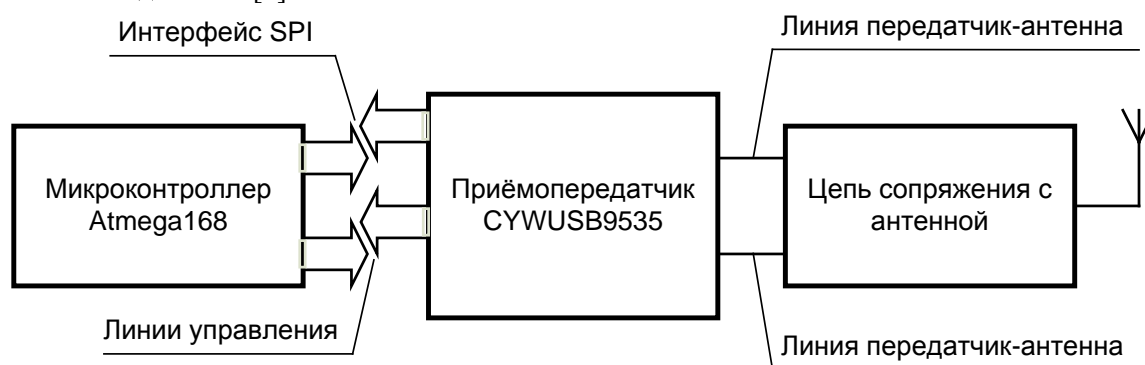 Интерфейс SPI
Линия передатчик-антенна
Микроконтроллер
Atmega168
Приёмопередатчик
CYWUSB9535
Цепь сопряжения с
антенной
Линии управления
Линия передатчик-антенна